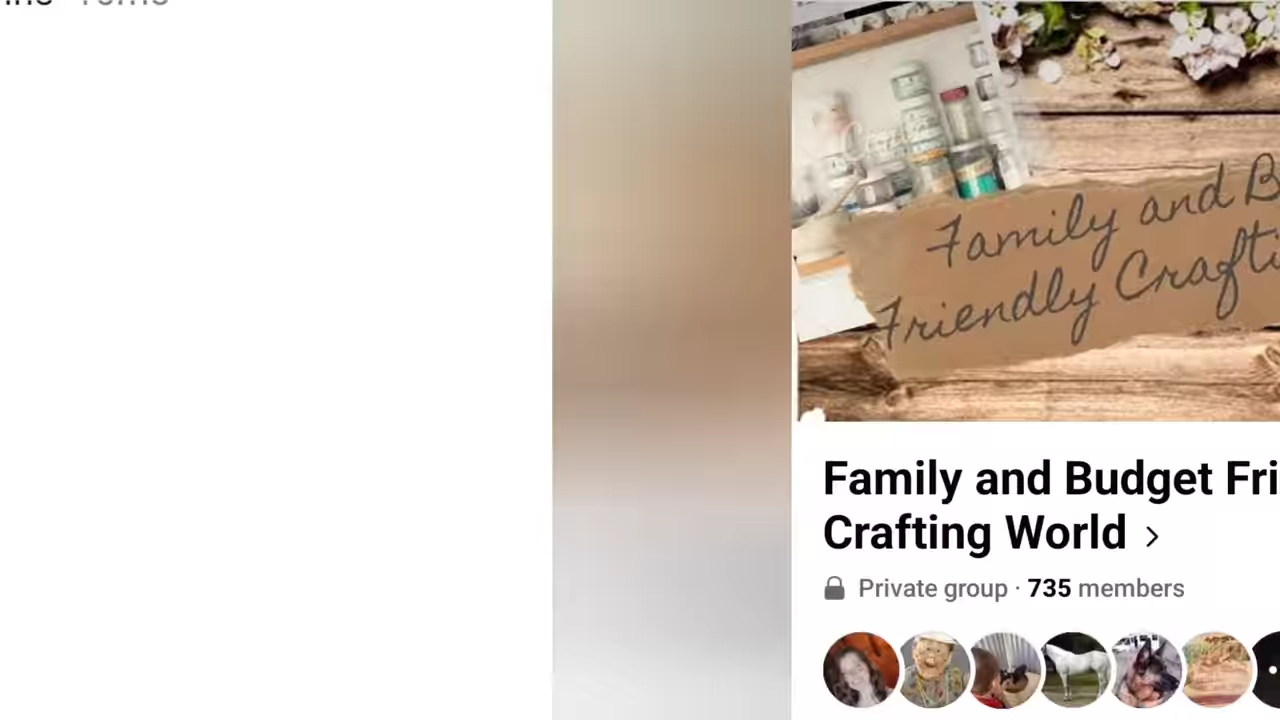 Family and B
Friendly Crafti
Family and Budget Fri
Crafting World
Private group · 735 members